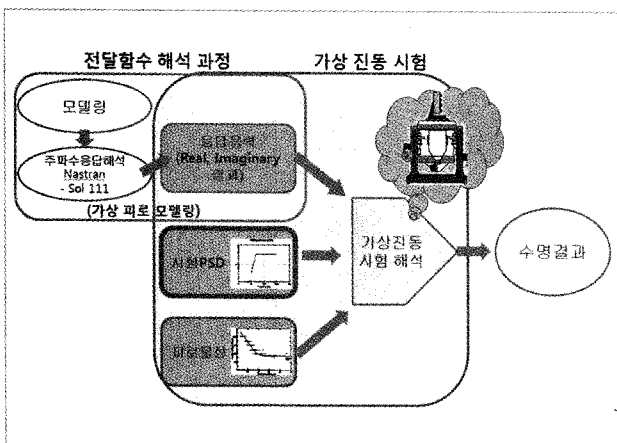 전달함수 해석 과정
가상 진동 시험
모델링
주파수응답해석
Nastran
- Sol 111
응답응력
(Real, Imaginary
결과)
(가상 피로 모델링)
시험PSD
가상진동
시험 해석
수명결과
피로물성